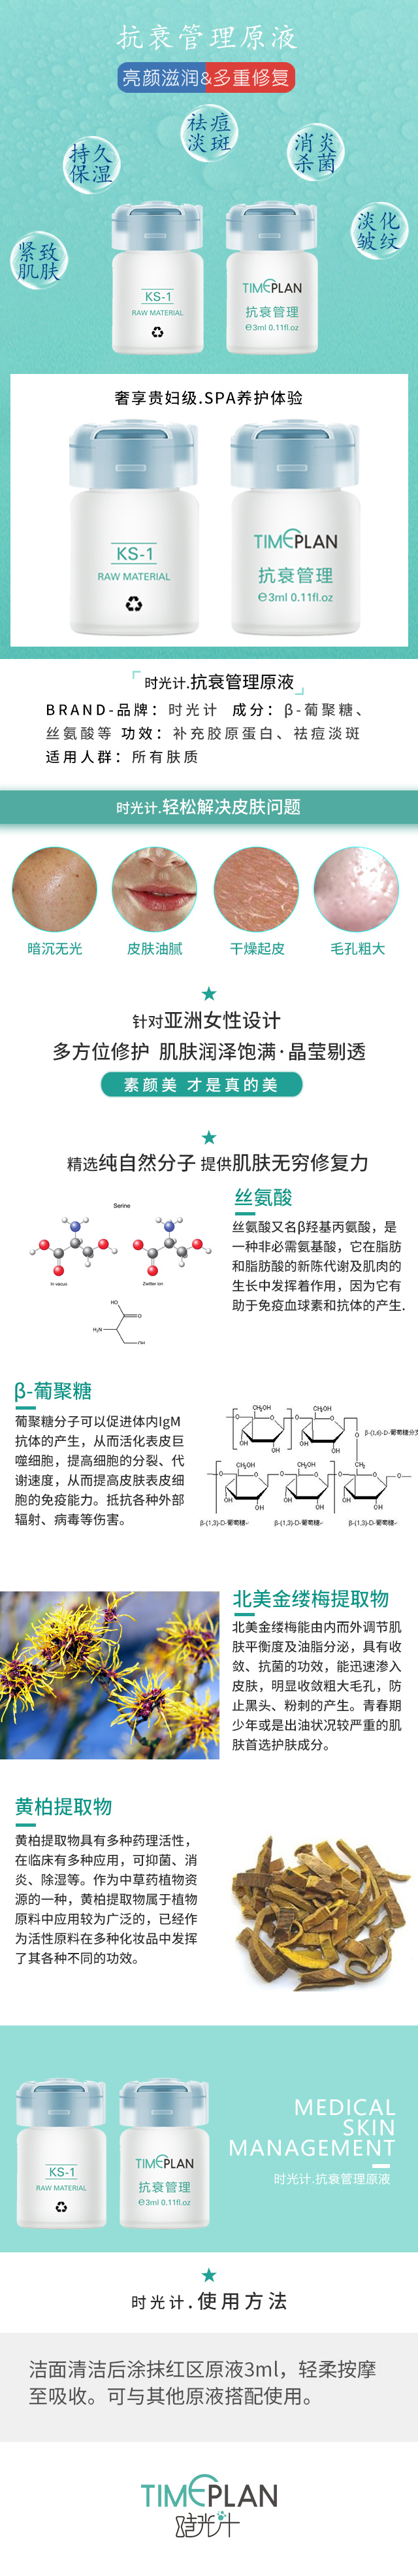 抗衰管理原液
亮颜滋润&多重修复
祛痘
淡斑
持久
保湿
消炎
杀菌
淡化
皱纹
紧致
肌肤
KS-1
RAW MATERIAL
TIMEPLAN
抗衰管理
℮3ml 0.11fl.oz
奢享贵妇级.SPA养护体验
KS-1
RAW MATERIAL
TIMEPLAN
抗衰管理
℮3ml 0.11fl.oz
「时光计.抗衰管理原液」
BRAND-品牌：时光计 成分：β-葡聚糖、
丝氨酸等 功效：补充胶原蛋白、祛痘淡斑
适用人群：所有肤质
时光计.轻松解决皮肤问题
暗沉无光 皮肤油腻 干燥起皮 毛孔粗大
针对亚洲女性设计
多方位修护 肌肤润泽饱满·晶莹剔透
素颜美 才是真的美
精选纯自然分子 提供肌肤无穷修复力
丝氨酸
丝氨酸又名β羟基丙氨酸，是
一种非必需氨基酸，它在脂肪
和脂肪酸的新陈代谢及肌肉的
生长中发挥着作用，因为它有
助于免疫血球素和抗体的产生.
Serine
In vacuo
Zwitter ion
HO
O
H₂N
OH
β-葡聚糖
葡聚糖分子可以促进体内IgM
抗体的产生，从而活化表皮巨
噬细胞，提高细胞的分裂、代
谢速度，从而提高皮肤表皮细
胞的免疫能力。抵抗各种外部
辐射、病毒等伤害。
CH₂OH CH₂OH
O O O O
OH OH
OH OH
β-(1,6)-D-葡萄糖分支
O
CH₂OH CH₂OH CH₂
O O O O O O
OH OH OH
OH OH OH
β-(1,3)-D-葡萄糖 β-(1,3)-D-葡萄糖 β-(1,3)-D-葡萄糖
北美金缕梅提取物
北美金缕梅能由内而外调节肌
肤平衡度及油脂分泌，具有收
敛、抗菌的功效，能迅速渗入
皮肤，明显收敛粗大毛孔，防
止黑头、粉刺的产生。青春期
少年或是出油状况较严重的肌
肤首选护肤成分。
黄柏提取物
黄柏提取物具有多种药理活性，
在临床有多种应用，可抑菌、消
炎、除湿等。作为中草药植物资
源的一种，黄柏提取物属于植物
原料中应用较为广泛的，已经作
为活性原料在多种化妆品中发挥
了其各种不同的功效。
KS-1
RAW MATERIAL
TIMEPLAN
抗衰管理
℮3ml 0.11fl.oz
MEDICAL
SKIN
MANAGEMENT
时光计.抗衰管理原液
时光计.使用方法
洁面清洁后涂抹红区原液3ml，轻柔按摩
至吸收。可与其他原液搭配使用。
TIMEPLAN
时光计